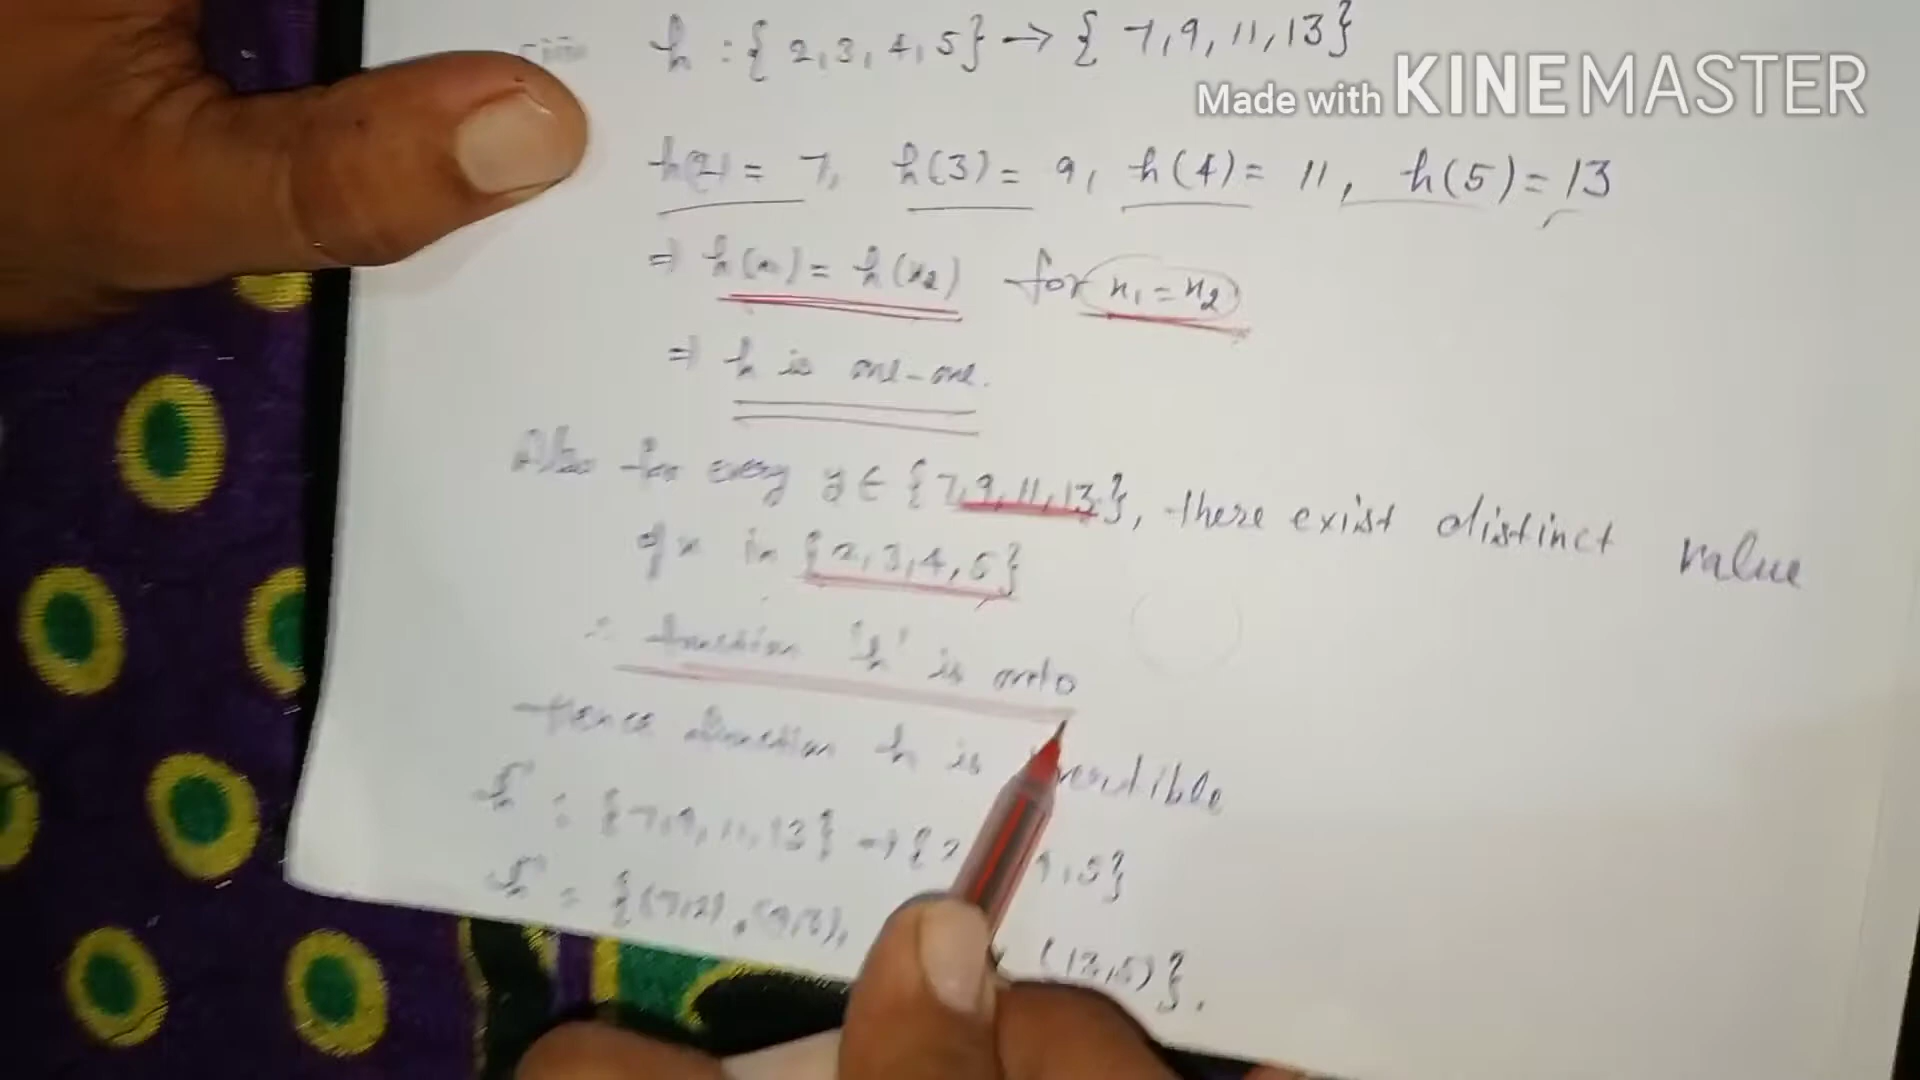 h : { 2, 3, 4, 5} → { 7, 9, 11, 13}
Made with KINEMASTER
h(2) = 7, h(3) = 9, h(4) = 11, h(5) = 13
⇒ h(x₁) = h(x₂) for x₁ = x₂
⇒ h is one-one.
Also for every y ∈ {7, 9, 11, 13}, there exist distinct value
of x in {2, 3, 4, 5}
∴ function 'h' is onto
Hence function h is
: {7, 9, 11, 13} → {2 , 5}
= {(7,2), (9,3), (13,5)}.